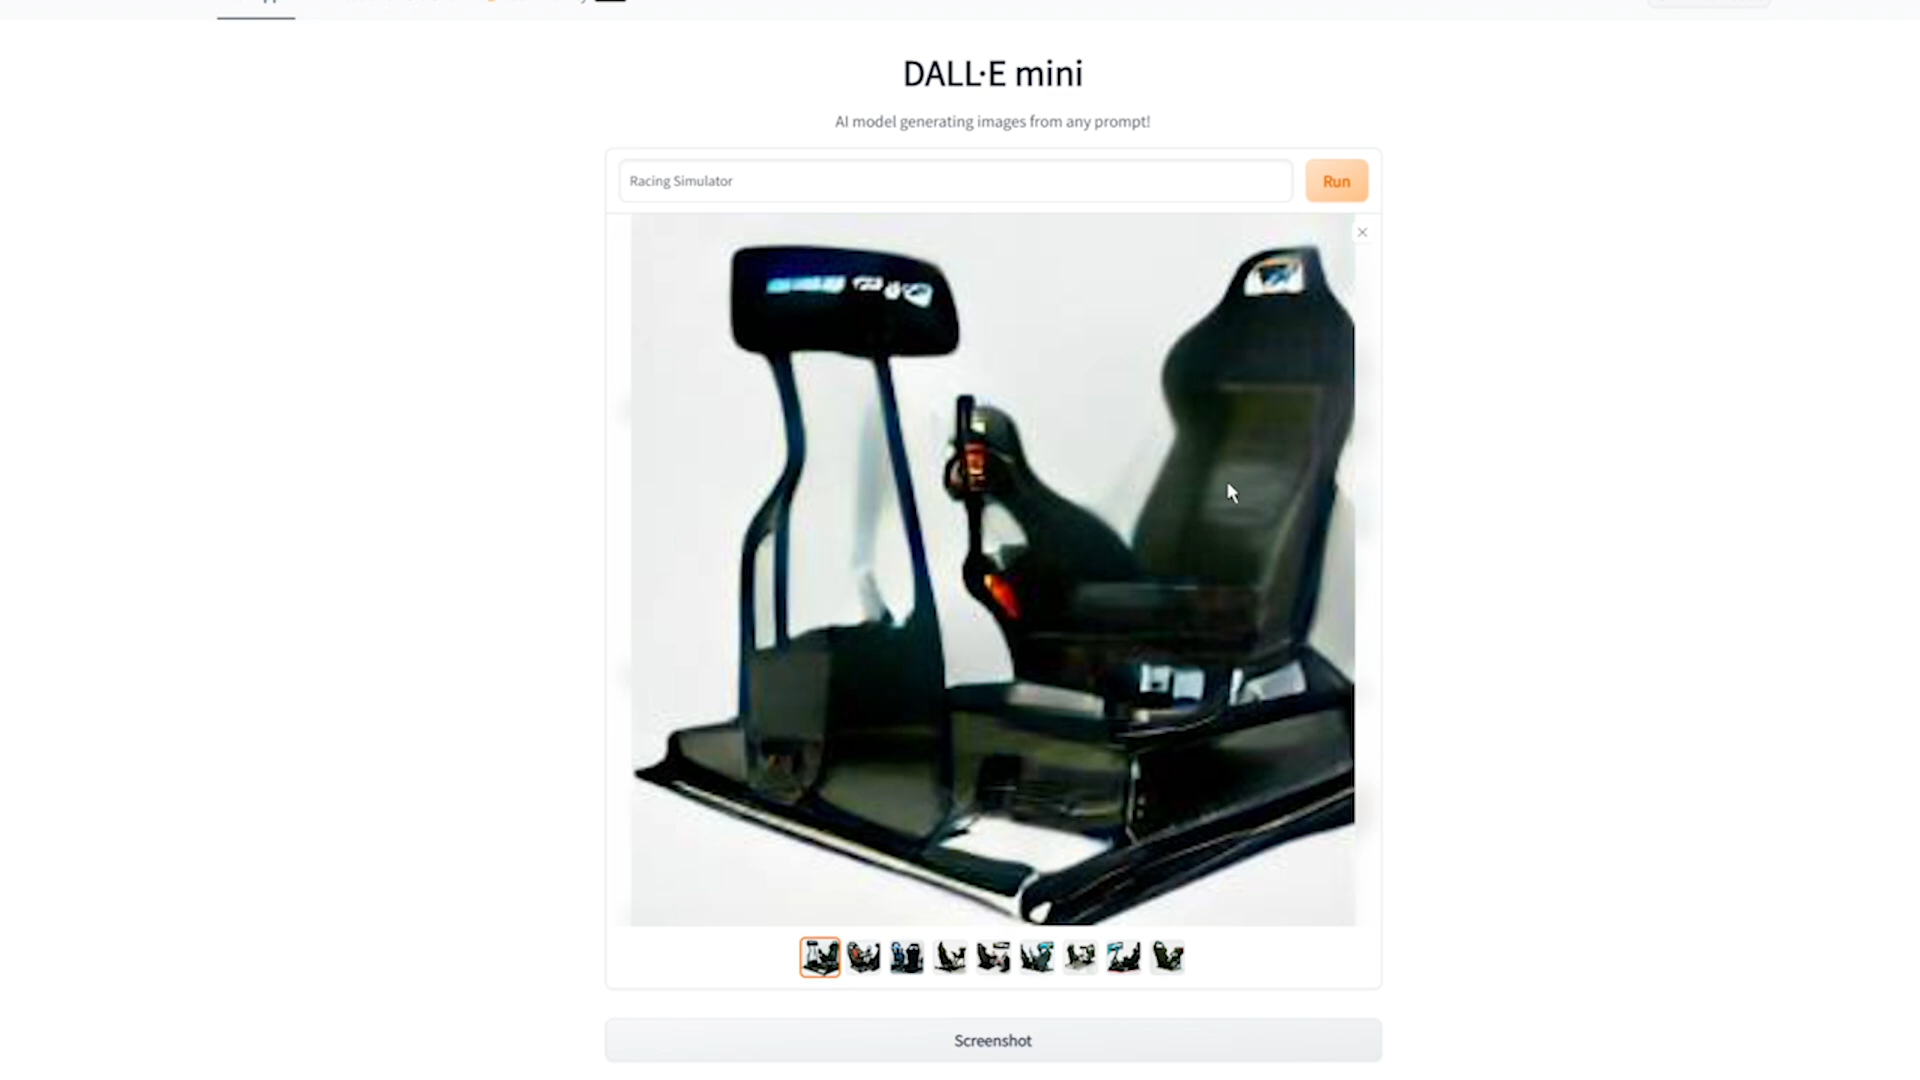 DALL·E mini
AI model generating images from any prompt!
Racing Simulator
Run
Screenshot